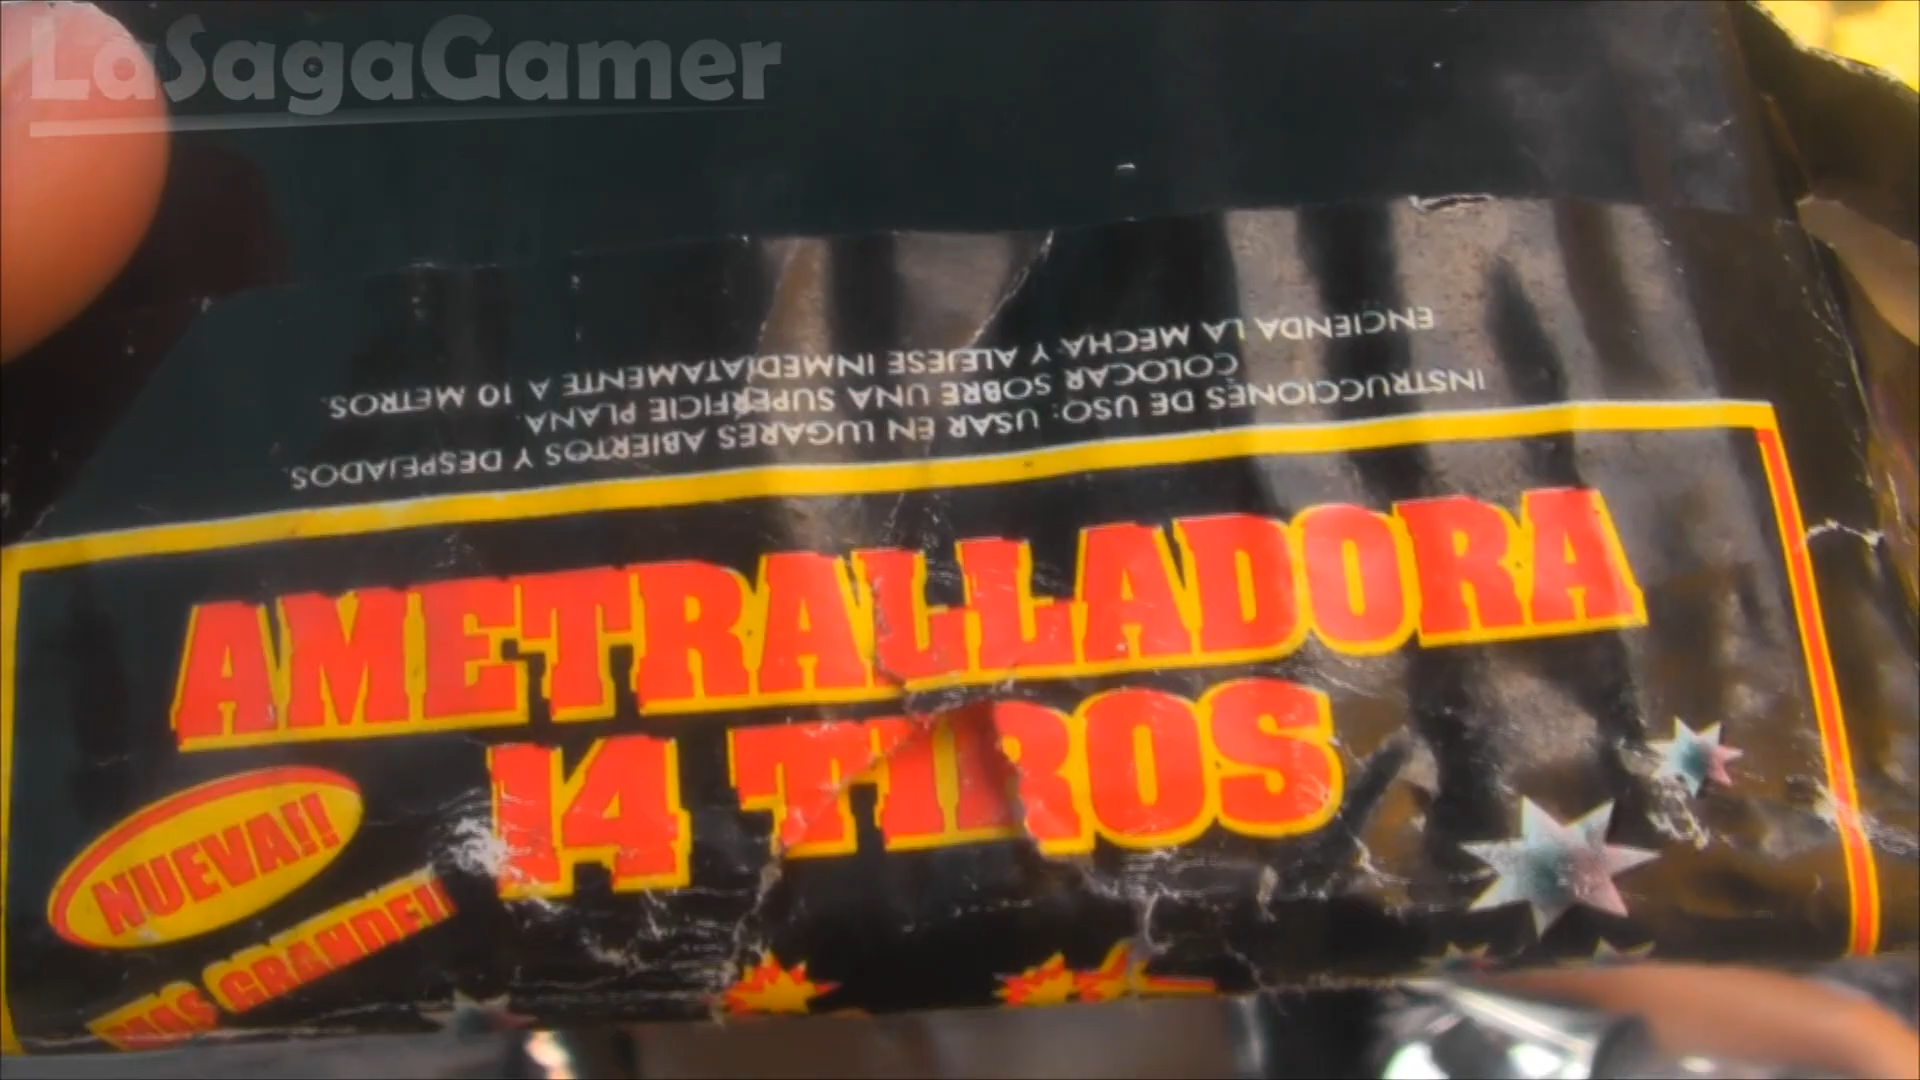 LaSagaGamer
INSTRUCCIONES DE USO: USAR EN LUGARES ABIERTOS Y DESPEJADOS.
COLOCAR SOBRE UNA SUPERFICIE PLANA.
ENCIENDA LA MECHA Y ALEJESE INMEDIATAMENTE A 10 METROS.
AMETRALLADORA
14 TIROS
NUEVA!!
MAS GRANDE!!